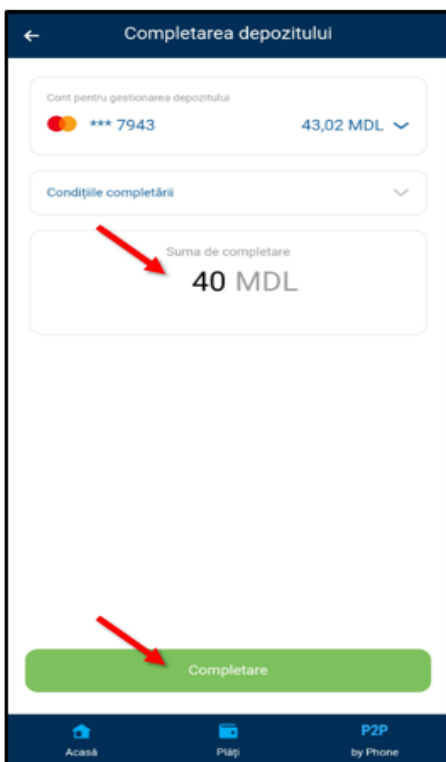 Completarea depozitului
Cont pentru gestionarea depozitului
*** 7943 43,02 MDL
Condițiile completării
Suma de completare
40 MDL
Completare
P2P
Acasă Plăți by Phone